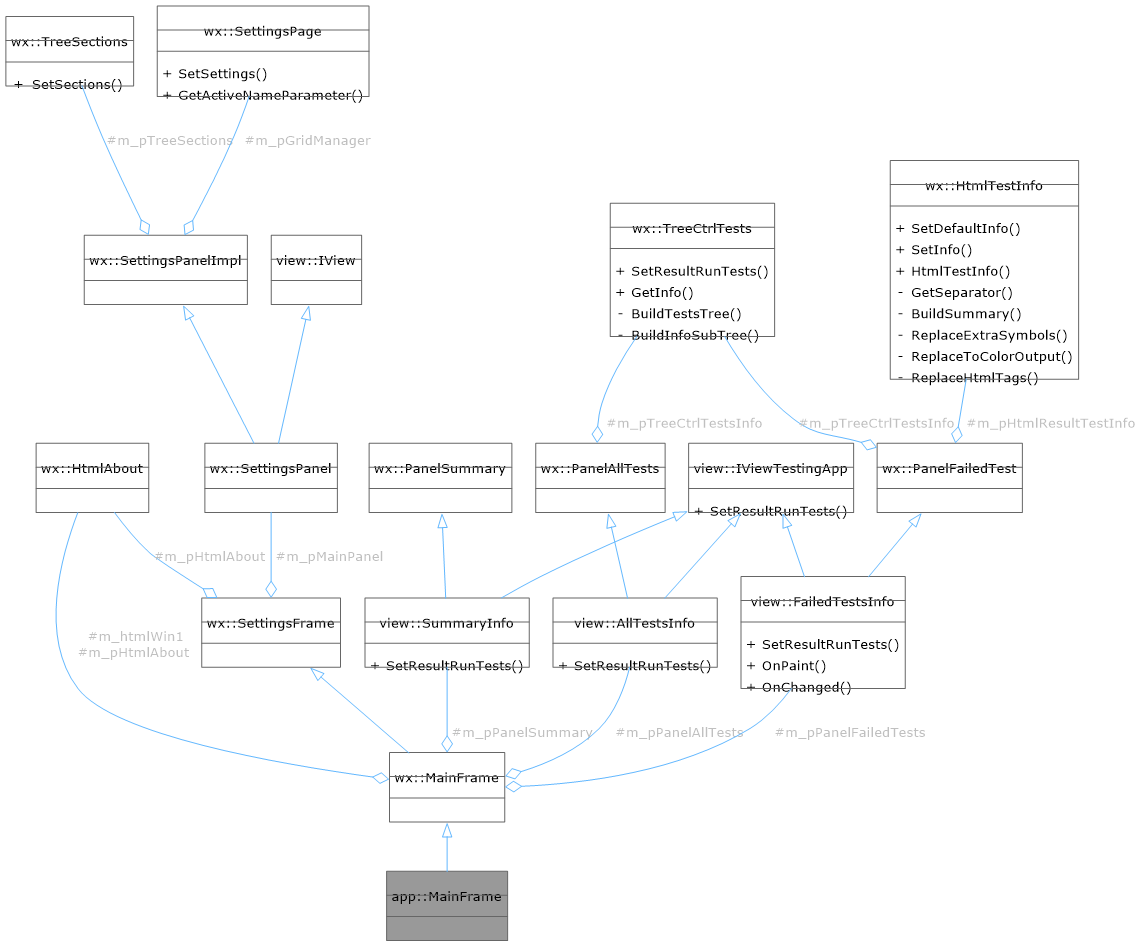 wx::TreeSections
+ SetSections()
wx::SettingsPage
+ SetSettings()
+ GetActiveNameParameter()
#m_pTreeSections
#m_pGridManager
wx::HtmlTestInfo
+ SetDefaultInfo()
+ SetInfo()
+ HtmlTestInfo()
- GetSeparator()
- BuildSummary()
- ReplaceExtraSymbols()
- ReplaceToColorOutput()
- ReplaceHtmlTags()
wx::TreeCtrlTests
+ SetResultRunTests()
+ GetInfo()
- BuildTestsTree()
- BuildInfoSubTree()
wx::SettingsPanelImpl
view::IView
#m_pTreeCtrlTestsInfo
#m_pTreeCtrlTestsInfo
#m_pHtmlResultTestInfo
wx::HtmlAbout
wx::SettingsPanel
wx::PanelSummary
wx::PanelAllTests
view::IViewTestingApp
+ SetResultRunTests()
wx::PanelFailedTest
#m_pHtmlAbout
#m_pMainPanel
wx::SettingsFrame
view::SummaryInfo
+ SetResultRunTests()
view::AllTestsInfo
+ SetResultRunTests()
view::FailedTestsInfo
+ SetResultRunTests()
+ OnPaint()
+ OnChanged()
#m_htmlWin1
#m_pHtmlAbout
#m_pPanelSummary
#m_pPanelAllTests
#m_pPanelFailedTests
wx::MainFrame
app::MainFrame